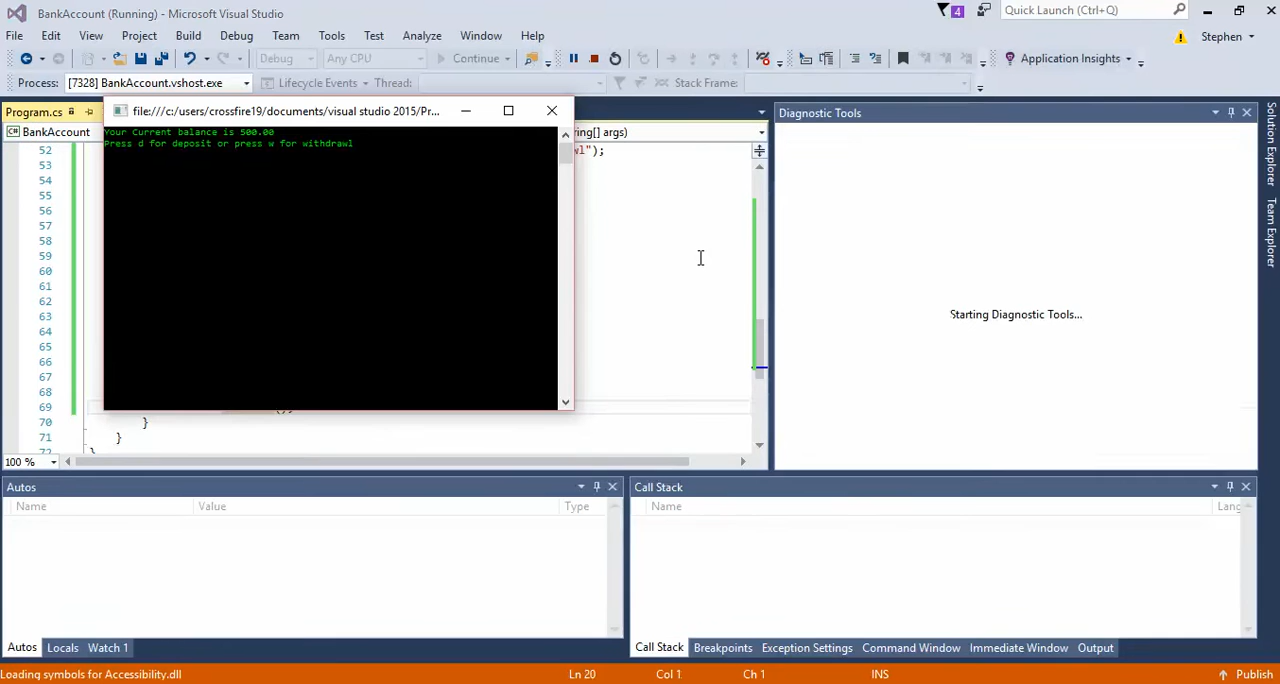 BankAccount (Running) - Microsoft Visual Studio
4
Quick Launch (Ctrl+Q)
File Edit View Project Build Debug Team Tools Test Analyze Window Help
Stephen
Debug Any CPU Continue Application Insights
Process: [7328] BankAccount.vshost.exe Lifecycle Events Thread: Stack Frame:
Program.cs
file:///c:/users/crossfire19/documents/visual studio 2015/Pr...
Diagnostic Tools
BankAccount
ring[] args)
Your Current balance is 500.00
Press d for deposit or press w for withdrawl
52
wl");
53
54
55
56
57
58
59
60
61
62
63
64
65
66
67
68
69
70 }
71 }
72
Starting Diagnostic Tools...
Solution Explorer
Team Explorer
100 %
Autos
Name Value Type
Call Stack
Name Lang
Autos Locals Watch 1
Call Stack Breakpoints Exception Settings Command Window Immediate Window Output
Loading symbols for Accessibility.dll
Ln 20 Col 1 Ch 1 INS
Publish